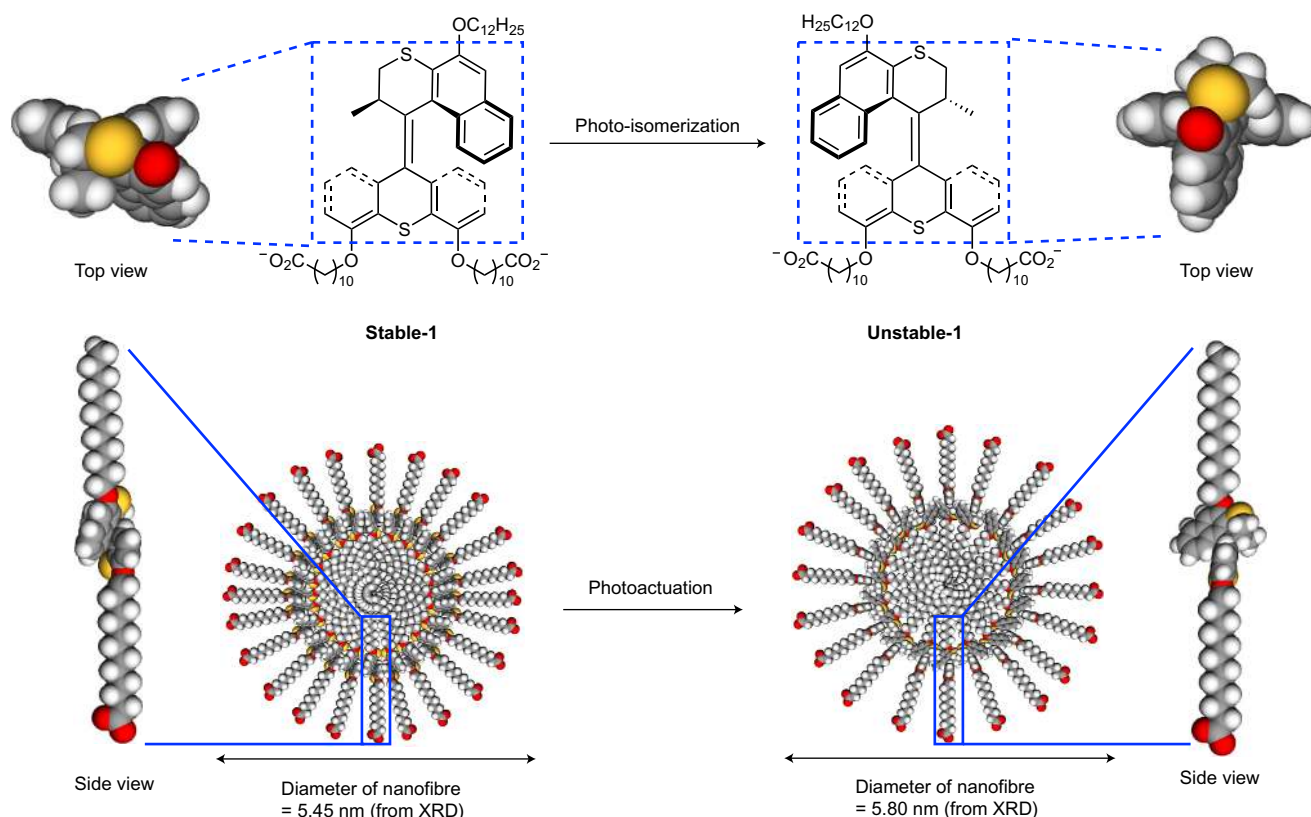 OC12H25
H25C12O
S
S
Photo-isomerization
S
S
−O2C
O
O
CO2−
−O2C
O
O
CO2−
10
10
10
10
Top view
Top view
Stable-1
Unstable-1
Photoactuation
Side view
Diameter of nanofibre
= 5.45 nm (from XRD)
Diameter of nanofibre
= 5.80 nm (from XRD)
Side view